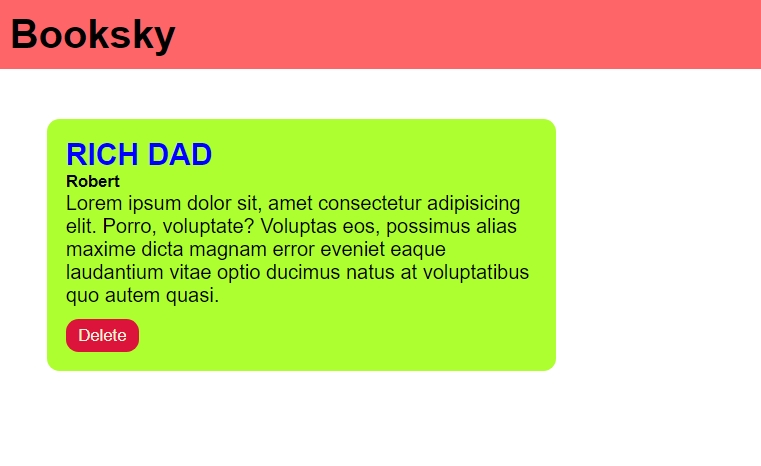 Booksky
RICH DAD
Robert
Lorem ipsum dolor sit, amet consectetur adipisicing
elit. Porro, voluptate? Voluptas eos, possimus alias
maxime dicta magnam error eveniet eaque
laudantium vitae optio ducimus natus at voluptatibus
quo autem quasi.
Delete